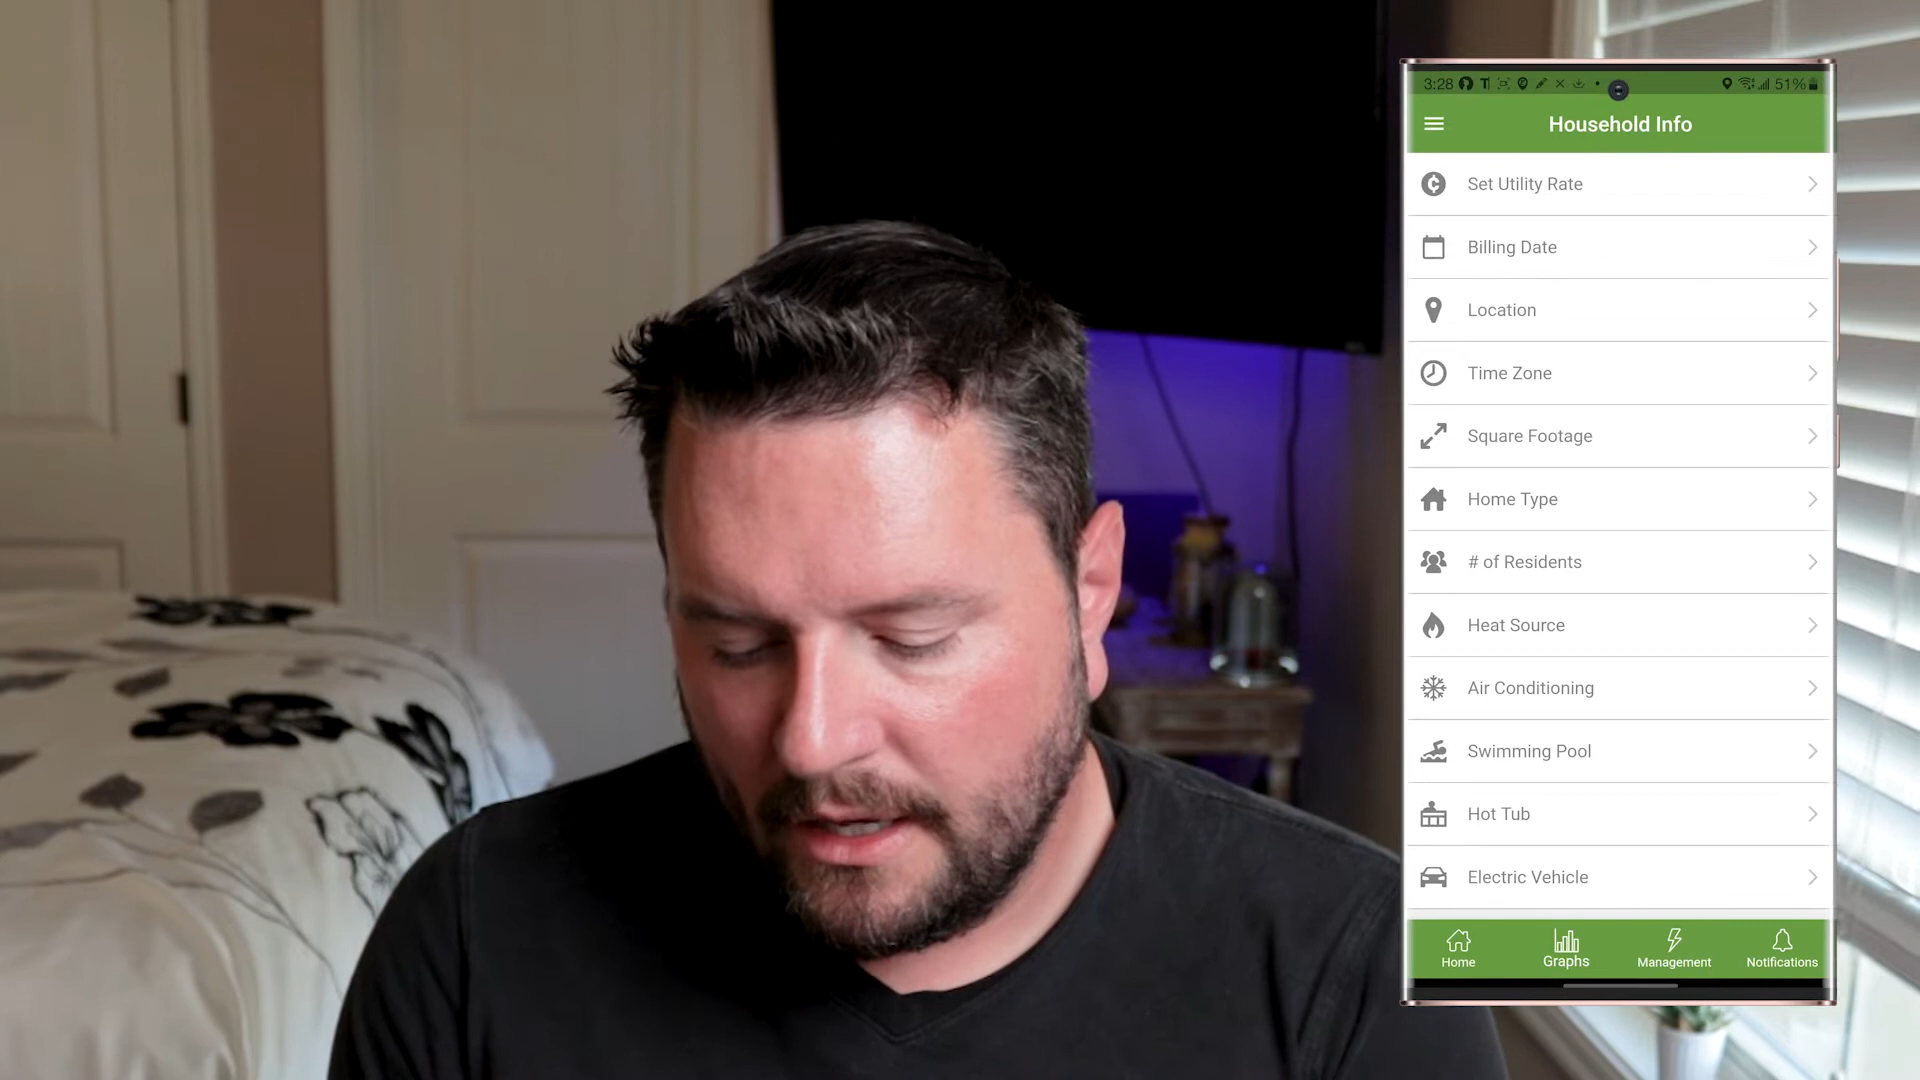 3:28 51%
Household Info
Set Utility Rate
Billing Date
Location
Time Zone
Square Footage
Home Type
# of Residents
Heat Source
Air Conditioning
Swimming Pool
Hot Tub
Electric Vehicle
Home Graphs Management Notifications